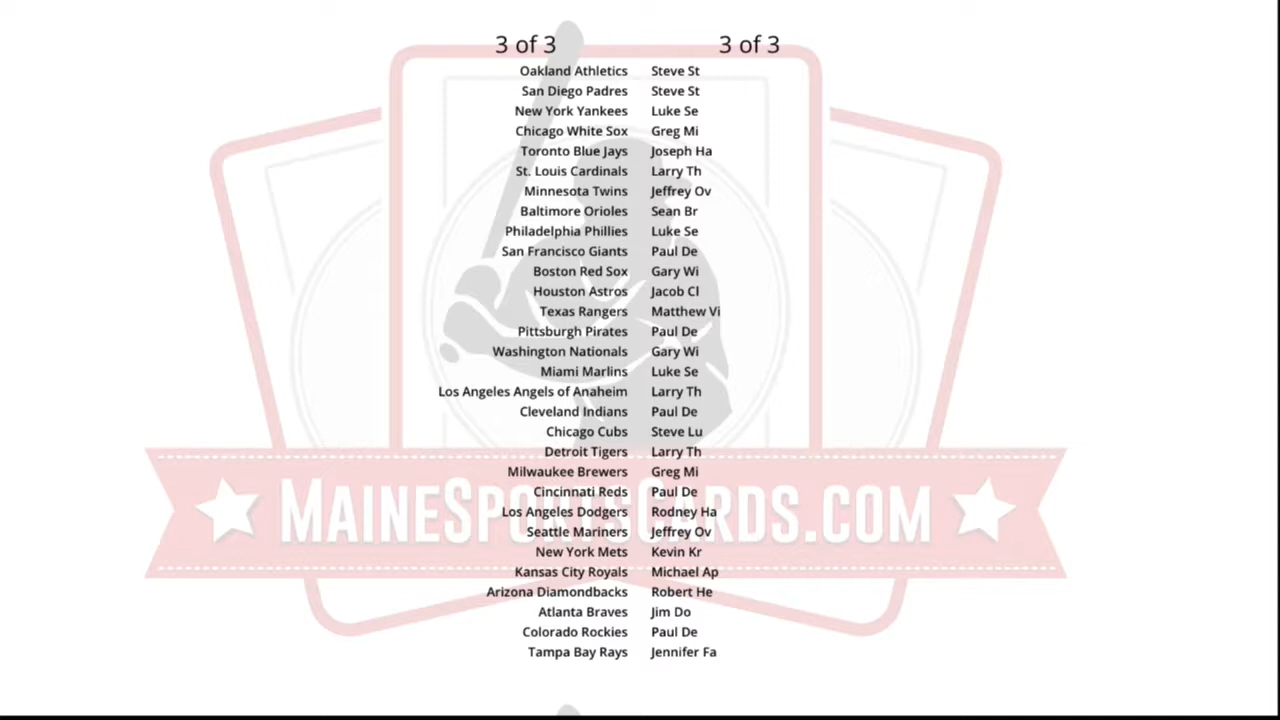 3 of 3 3 of 3
Oakland Athletics Steve St
San Diego Padres Steve St
New York Yankees Luke Se
Chicago White Sox Greg Mi
Toronto Blue Jays Joseph Ha
St. Louis Cardinals Larry Th
Minnesota Twins Jeffrey Ov
Baltimore Orioles Sean Br
Philadelphia Phillies Luke Se
San Francisco Giants Paul De
Boston Red Sox Gary Wi
Houston Astros Jacob Cl
Texas Rangers Matthew Vi
Pittsburgh Pirates Paul De
Washington Nationals Gary Wi
Miami Marlins Luke Se
Los Angeles Angels of Anaheim Larry Th
Cleveland Indians Paul De
Chicago Cubs Steve Lu
Detroit Tigers Larry Th
Milwaukee Brewers Greg Mi
Cincinnati Reds Paul De
Los Angeles Dodgers Rodney Ha
MAINESPORTSCARDS.COM
Seattle Mariners Jeffrey Ov
New York Mets Kevin Kr
Kansas City Royals Michael Ap
Arizona Diamondbacks Robert He
Atlanta Braves Jim Do
Colorado Rockies Paul De
Tampa Bay Rays Jennifer Fa